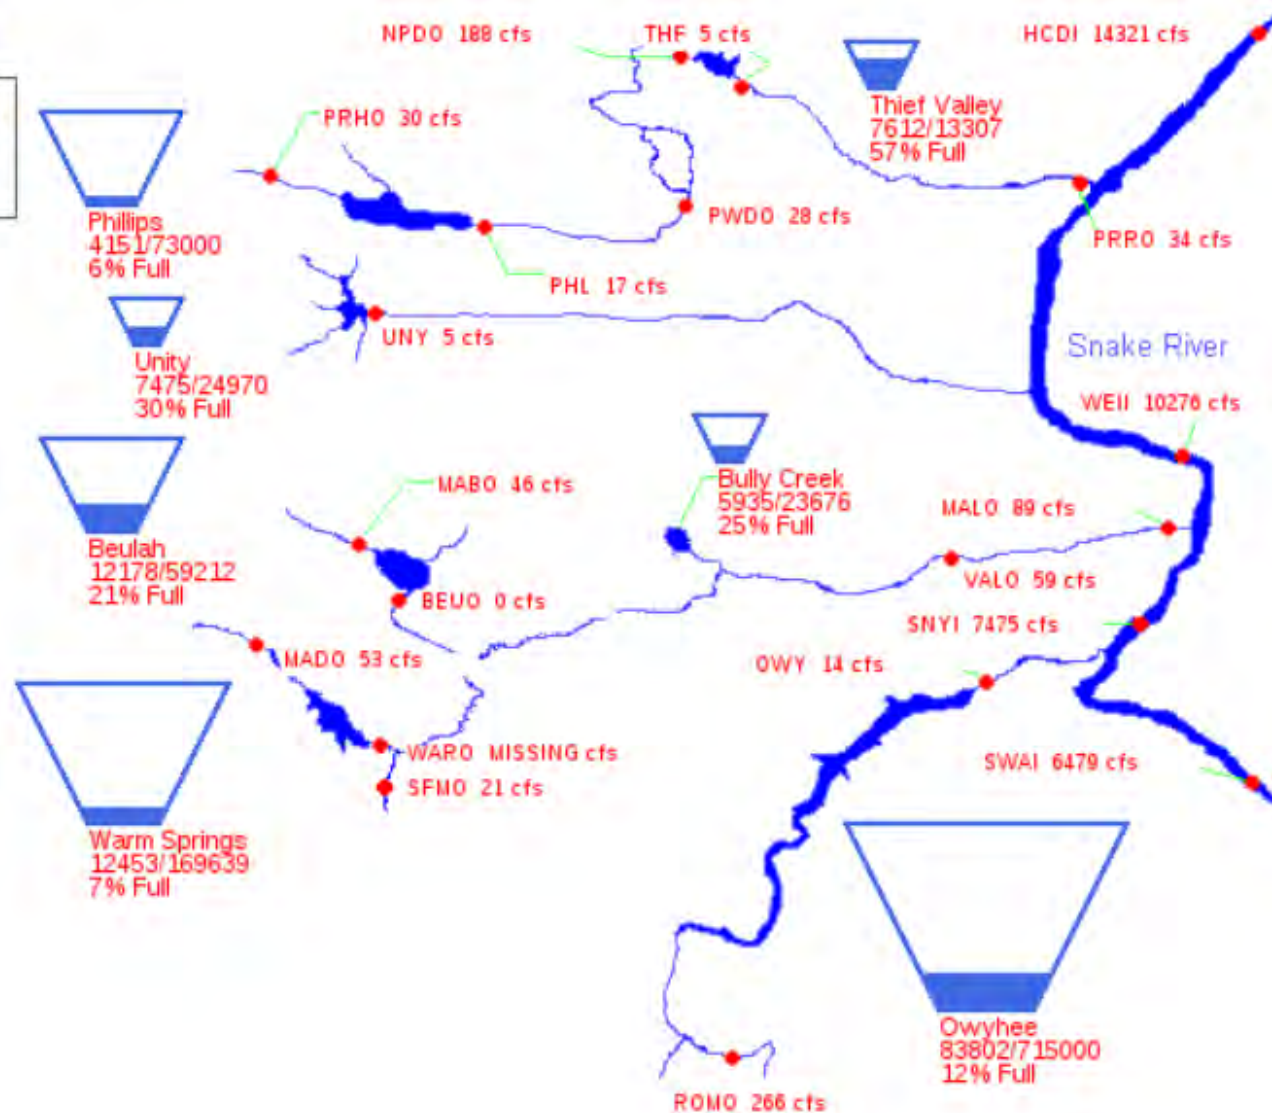 NPDO 188 cfs
THF 5 cfs
HCDI 14321 cfs
Thief Valley
7612/13307
57% Full
PRHO 30 cfs
Phillips
4151/73000
6% Full
PWDO 28 cfs
PRRO 34 cfs
PHL 17 cfs
Unity
7475/24970
30% Full
UNY 5 cfs
Snake River
WEII 10276 cfs
Bully Creek
5935/23676
25% Full
MABO 46 cfs
MALO 89 cfs
Beulah
12178/59212
21% Full
VALO 59 cfs
BEUO 0 cfs
SNYI 7475 cfs
MADO 53 cfs
OWY 14 cfs
WARO MISSING cfs
SWAI 6479 cfs
SFMO 21 cfs
Warm Springs
12453/169639
7% Full
Owyhee
83802/715000
12% Full
ROMO 266 cfs